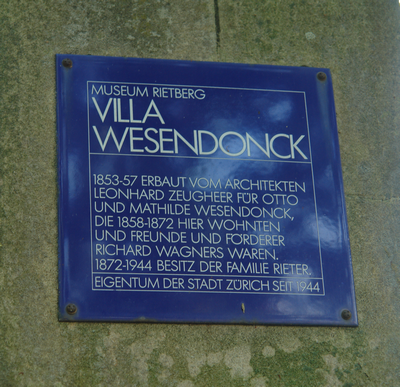 MUSEUM RIETBERG
VILLA
WESENDONCK
1853-57 ERBAUT VOM ARCHITEKTEN
LEONHARD ZEUGHEER FÜR OTTO
UND MATHILDE WESENDONCK,
DIE 1858-1872 HIER WOHNTEN
UND FREUNDE UND FÖRDERER
RICHARD WAGNERS WAREN.
1872-1944 BESITZ DER FAMILIE RIETER.
EIGENTUM DER STADT ZÜRICH SEIT 1944